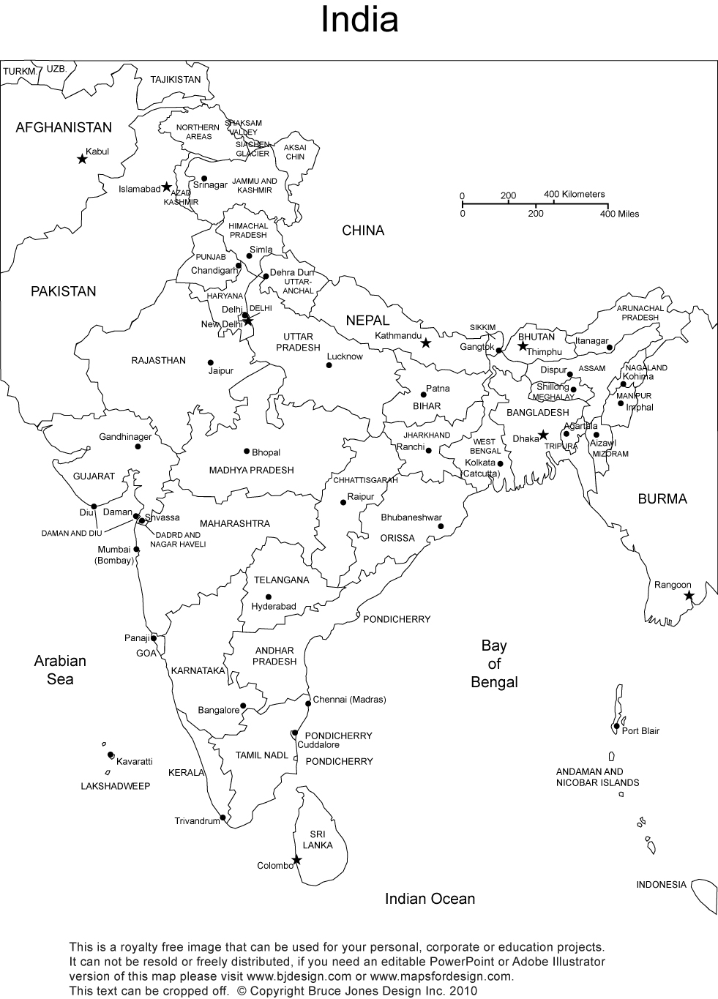 India
TURKM.
UZB.
TAJIKISTAN
AFGHANISTAN
Kabul
NORTHERN
AREAS
SHAKSAM
VALLEY
SIACHEN
GLACIER
AKSAI
CHIN
Islamabad
AZAD
KASHMIR
Srinagar
JAMMU AND
KASHMIR
0
200
400 Kilometers
0
200
400 Miles
CHINA
HIMACHAL
PRADESH
Simla
PUNJAB
Chandigarh
Dehra Dun
UTTAR-
ANCHAL
PAKISTAN
HARYANA
Delhi
DELHI
New Delhi
NEPAL
Kathmandu
SIKKIM
Gangtok
BHUTAN
Thimphu
ARUNACHAL
PRADESH
Itanagar
UTTAR
PRADESH
Lucknow
RAJASTHAN
Jaipur
Dispur
ASSAM
NAGALAND
Kohima
Shillong
MEGHALAY
MANIPUR
Imphal
Patna
BIHAR
BANGLADESH
Dhaka
Agartala
TRIPURA
Aizawl
MIZORAM
Gandhinager
GUJARAT
Bhopal
MADHYA PRADESH
JHARKHAND
Ranchi
WEST
BENGAL
Kolkata
(Catcutta)
CHHATTISGARAH
Raipur
BURMA
Diu
Daman
Shvassa
DAMAN AND DIU
DADRD AND
NAGAR HAVELI
MAHARASHTRA
Bhubaneshwar
ORISSA
Mumbai
(Bombay)
TELANGANA
Hyderabad
Rangoon
PONDICHERRY
Panaji
GOA
ANDHAR
PRADESH
Arabian
Sea
KARNATAKA
Bay
of
Bengal
Bangalore
Chennai (Madras)
Port Blair
PONDICHERRY
Cuddalore
TAMIL NADL
PONDICHERRY
Kavaratti
LAKSHADWEEP
KERALA
ANDAMAN AND
NICOBAR ISLANDS
Trivandrum
SRI
LANKA
Colombo
INDONESIA
Indian Ocean
This is a royalty free image that can be used for your personal, corporate or education projects.
It can not be resold or freely distributed, if you need an editable PowerPoint or Adobe Illustrator
version of this map please visit www.bjdesign.com or www.mapsfordesign.com.
This text can be cropped off.  © Copyright Bruce Jones Design Inc. 2010